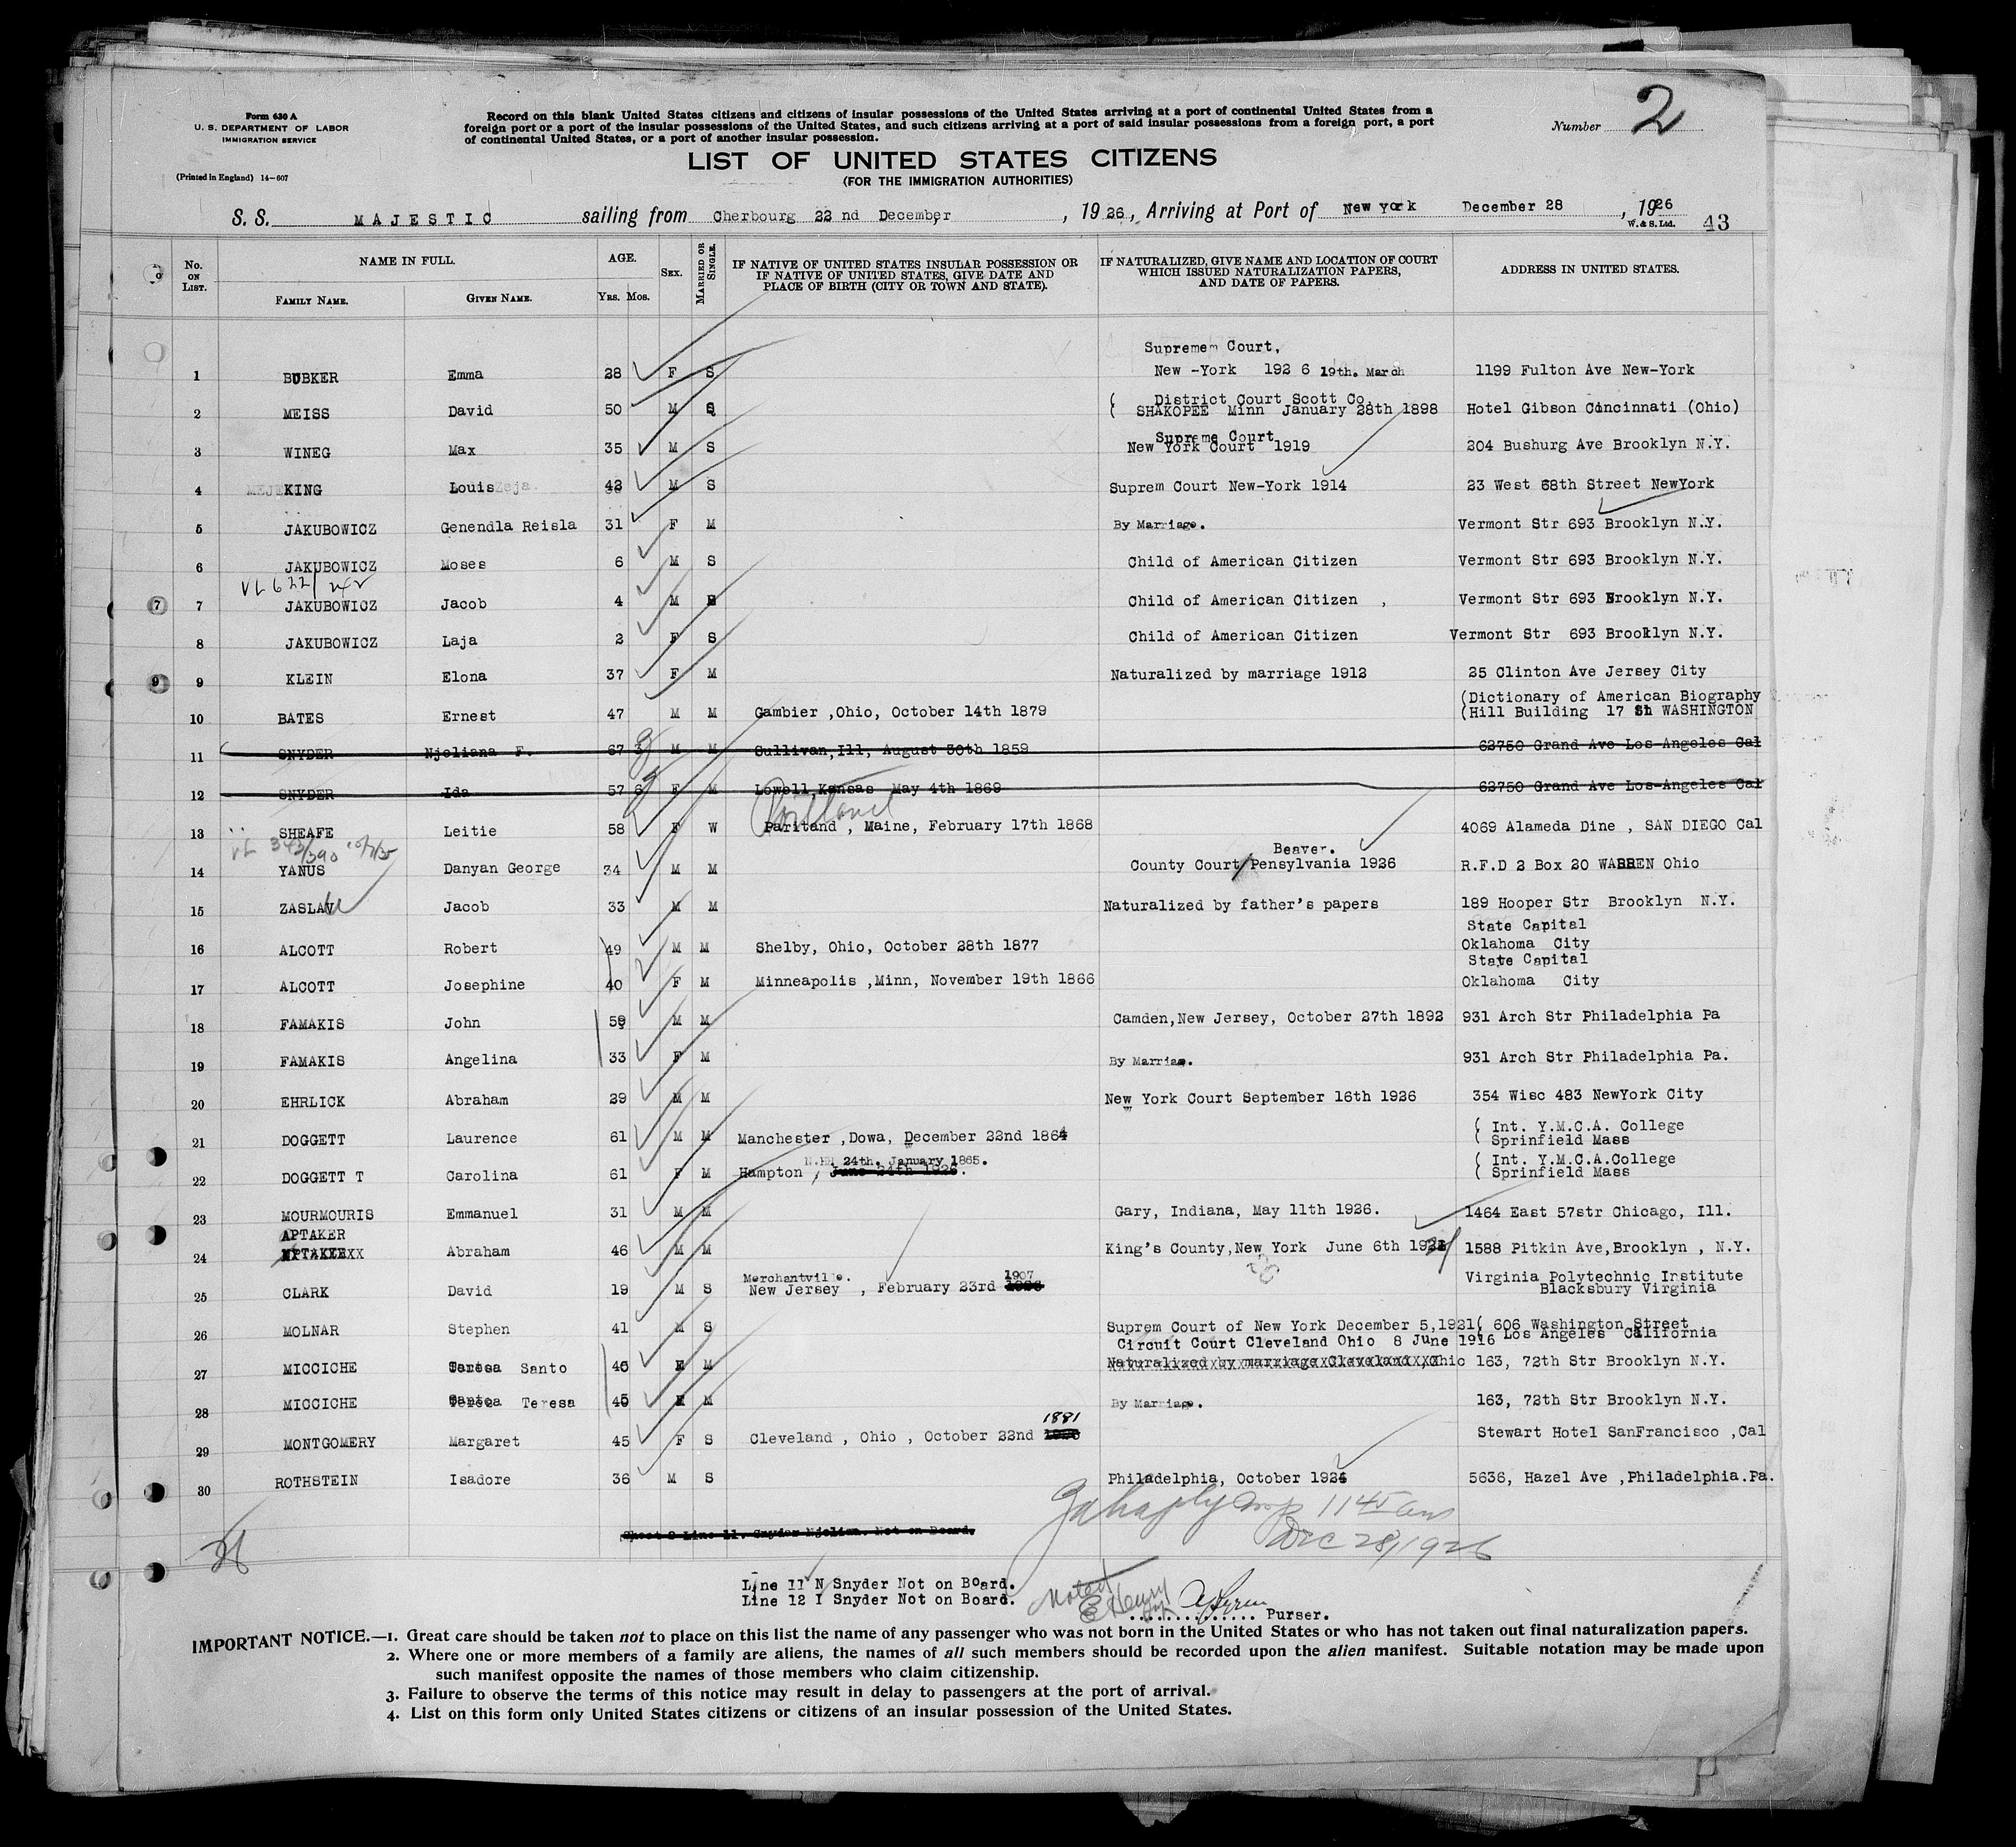 Form 630 A
U. S. DEPARTMENT OF LABOR
IMMIGRATION SERVICE
(Printed in England) 14-607
Record on this blank United States citizens and citizens of insular possessions of the United States arriving at a port of continental United States from a
foreign port or a port of the insular possessions of the United States, and such citizens arriving at a port of said insular possessions from a foreign port, a port
of continental United States, or a port of another insular possession.
Number 2
LIST OF UNITED STATES CITIZENS
(FOR THE IMMIGRATION AUTHORITIES)
S. S. MAJESTIC sailing from Cherbourg 22 nd December, 1926, Arriving at Port of New York December 28, 1926
W. & S. Ltd. 43
No. ON LIST. NAME IN FULL. FAMILY NAME. GIVEN NAME. AGE. YRS. MOS. SEX. MARRIED OR SINGLE. IF NATIVE OF UNITED STATES INSULAR POSSESSION OR IF NATIVE OF UNITED STATES, GIVE DATE AND PLACE OF BIRTH (CITY OR TOWN AND STATE). IF NATURALIZED, GIVE NAME AND LOCATION OF COURT WHICH ISSUED NATURALIZATION PAPERS, AND DATE OF PAPERS. ADDRESS IN UNITED STATES.
Supremem Court,
1 BUBKER Emma 28 F S New -York 192 6 19th. March 1199 Fulton Ave New-York
District Court Scott Co
2 MEISS David 50 M S SHAKOPEE Minn January 28th 1898 Hotel Gibson Cincinnati (Ohio)
Supreme Court
3 WINEG Max 35 M S New York Court 1919 204 Bushurg Ave Brooklyn N.Y.
4 KING Louis 42 M S Suprem Court New-York 1914 23 West 68th Street NewYork
5 JAKUBOWICZ Genendla Reisla 31 F M By Marriage. Vermont Str 693 Brooklyn N.Y.
6 JAKUBOWICZ Moses 6 M S Child of American Citizen Vermont Str 693 Brooklyn N.Y.
7 JAKUBOWICZ Jacob 4 M S Child of American Citizen , Vermont Str 693 Brooklyn N.Y.
8 JAKUBOWICZ Laja 2 F S Child of American Citizen Vermont Str 693 Brooklyn N.Y.
9 KLEIN Elona 37 F M Naturalized by marriage 1912 25 Clinton Ave Jersey City
(Dictionary of American Biography
10 BATES Ernest 47 M M Gambier ,Ohio, October 14th 1879 (Hill Building 17 St WASHINGTON
11 SNYDER Njeliana F. 67 3 M M Sullivan,Ill, August 30th 1859 62750 Grand Ave Los-Angeles Cal
12 SNYDER Ida 57 6 F M Lowell,Kansas May 4th 1869 62750 Grand Ave Los-Angeles Cal
Portland
13 SHEAFE Leitie 58 F W Paritand , Maine, February 17th 1868 4069 Alameda Dine , SAN DIEGO Cal
Beaver.
14 YANUS Danyan George 34 M M County Court/Pensylvania 1926 R.F.D 2 Box 20 WARREN Ohio
15 ZASLAV Jacob 33 M M Naturalized by father's papers 189 Hooper Str Brooklyn N.Y.
State Capital
16 ALCOTT Robert 49 M M Shelby, Ohio, October 28th 1877 Oklahoma City
State Capital
17 ALCOTT Josephine 40 F M Minneapolis ,Minn, November 19th 1866 Oklahoma City
18 FAMAKIS John 59 M M Camden,New Jersey, October 27th 1892 931 Arch Str Philadelphia Pa
19 FAMAKIS Angelina 33 F M By Marriae. 931 Arch Str Philadelphia Pa.
20 EHRLICK Abraham 29 M M New York Court September 16th 1926 354 Wisc 483 NewYork City
( Int. Y.M.C.A. College
21 DOGGETT Laurence 61 M M Manchester ,Dowa, December 22nd 1864 ( Sprinfield Mass
N.HH 24th. January 1865. ( Int. Y.M.C.A.College
22 DOGGETT T Carolina 61 F M Hampton , June 24th 1926. ( Sprinfield Mass
23 MOURMOURIS Emmanuel 31 M M Gary, Indiana, May 11th 1926. 1464 East 57str Chicago, Ill.
APTAKER
24 Abraham 46 M M King's County,New York June 6th 1588 Pitkin Ave,Brooklyn , N.Y.
Merchantville. 1907 Virginia Polytechnic Institute
25 CLARK David 19 M S New Jersey , February 23rd Blacksbury Virginia
26 MOLNAR Stephen 41 M S Suprem Court of New York December 5,1921 ( 606 Washington Street
Circuit Court Cleveland Ohio 8 June 1916 ( Los Angeles California
27 MICCICHE Santo 40 M Naturalized by marriage Cleveland ,Ohio 163, 72th Str Brooklyn N.Y.
28 MICCICHE Teresa 45 M By Marriage. 163, 72th Str Brooklyn N.Y.
1881
29 MONTGOMERY Margaret 45 F S Cleveland , Ohio , October 22nd Stewart Hotel SanFrancisco ,Cal
30 ROTHSTEIN Isadore 36 M S Philadelphia, October 1924 5636, Hazel Ave ,Philadelphia.Pa.
1145 am
Dec 28/1926
Sheet 2 Line 11. Snyder Njelian. Not on Board.
Line 11 N Snyder Not on Board.
Line 12 I Snyder Not on Board.
Noted
Henry
Purser.
IMPORTANT NOTICE.—1. Great care should be taken not to place on this list the name of any passenger who was not born in the United States or who has not taken out final naturalization papers.
2. Where one or more members of a family are aliens, the names of all such members should be recorded upon the alien manifest. Suitable notation may be made upon
such manifest opposite the names of those members who claim citizenship.
3. Failure to observe the terms of this notice may result in delay to passengers at the port of arrival.
4. List on this form only United States citizens or citizens of an insular possession of the United States.